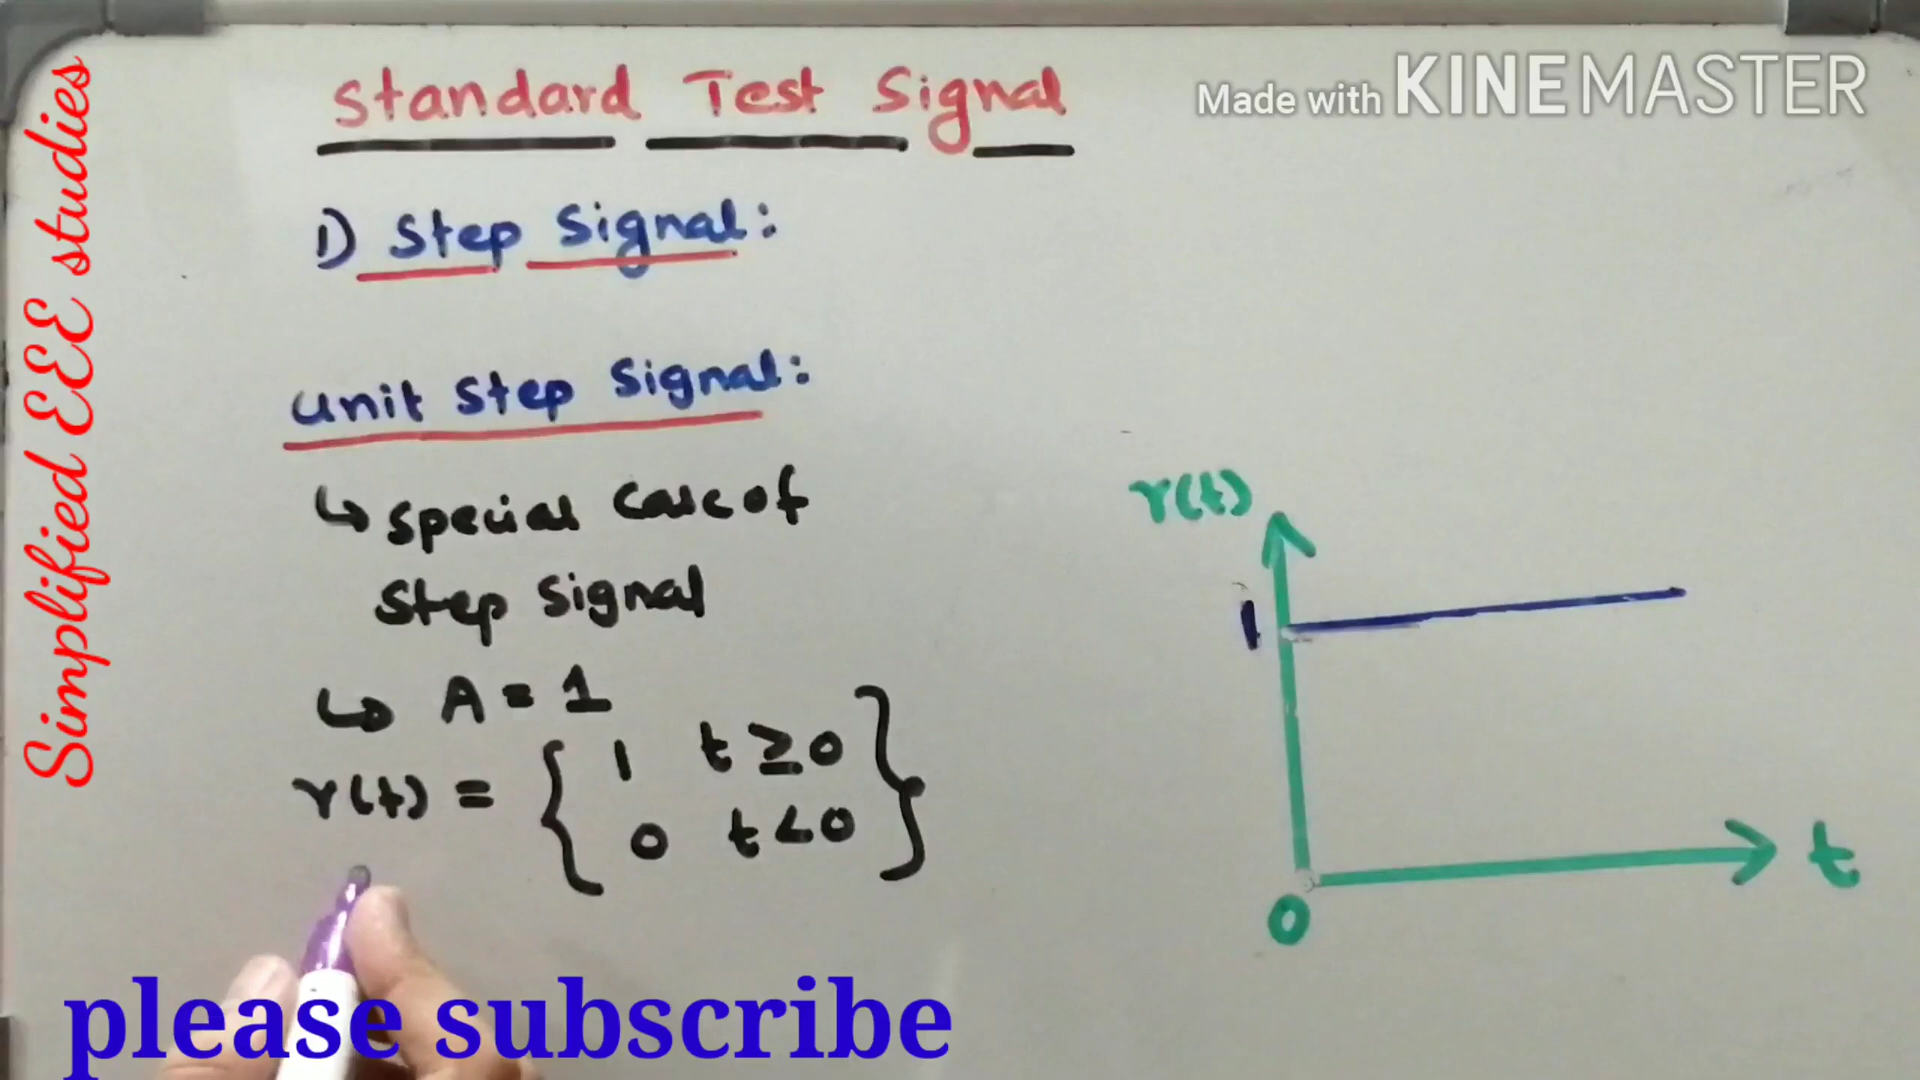 Standard Test Signal
Made with KINEMASTER
Simplified EEE studies
1) Step Signal:
Unit Step Signal:
↳ Special Case of
Step Signal
↳ A = 1
r(t) = { 1 t ≥ 0
0 t < 0 }
r(t)
1
0
t
please subscribe